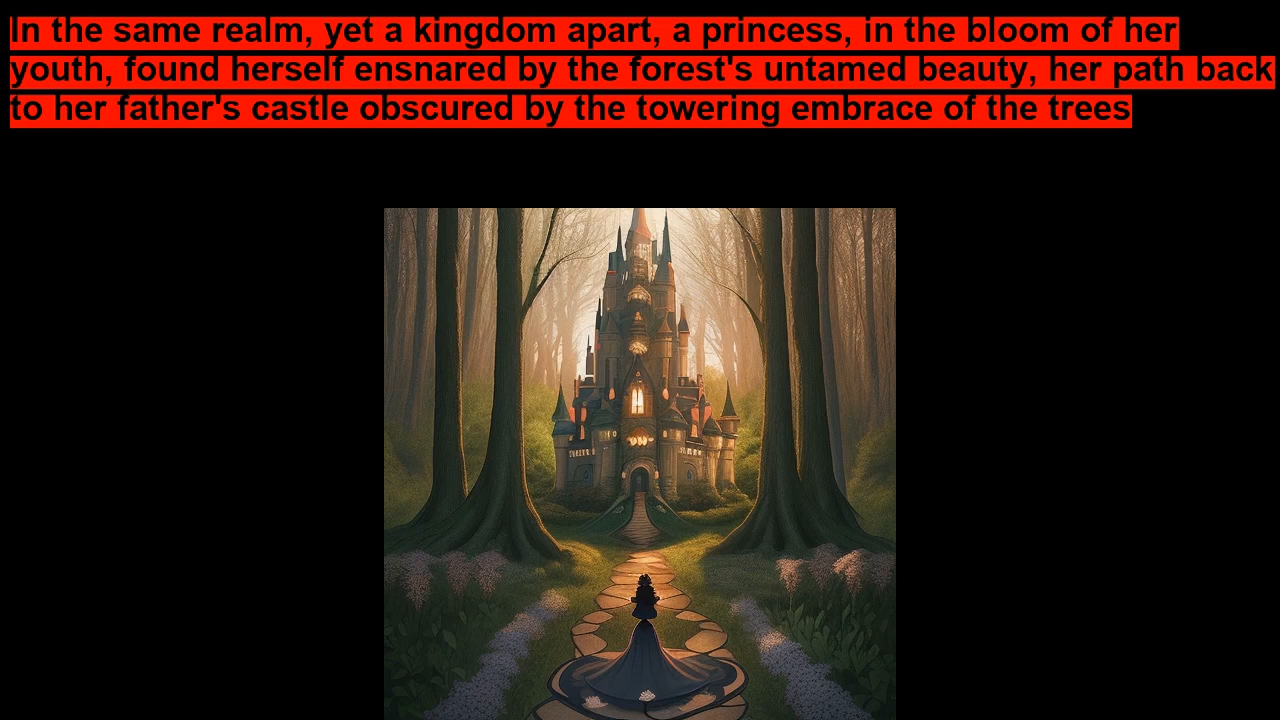 In the same realm, yet a kingdom apart, a princess, in the bloom of her
youth, found herself ensnared by the forest's untamed beauty, her path back
to her father's castle obscured by the towering embrace of the trees